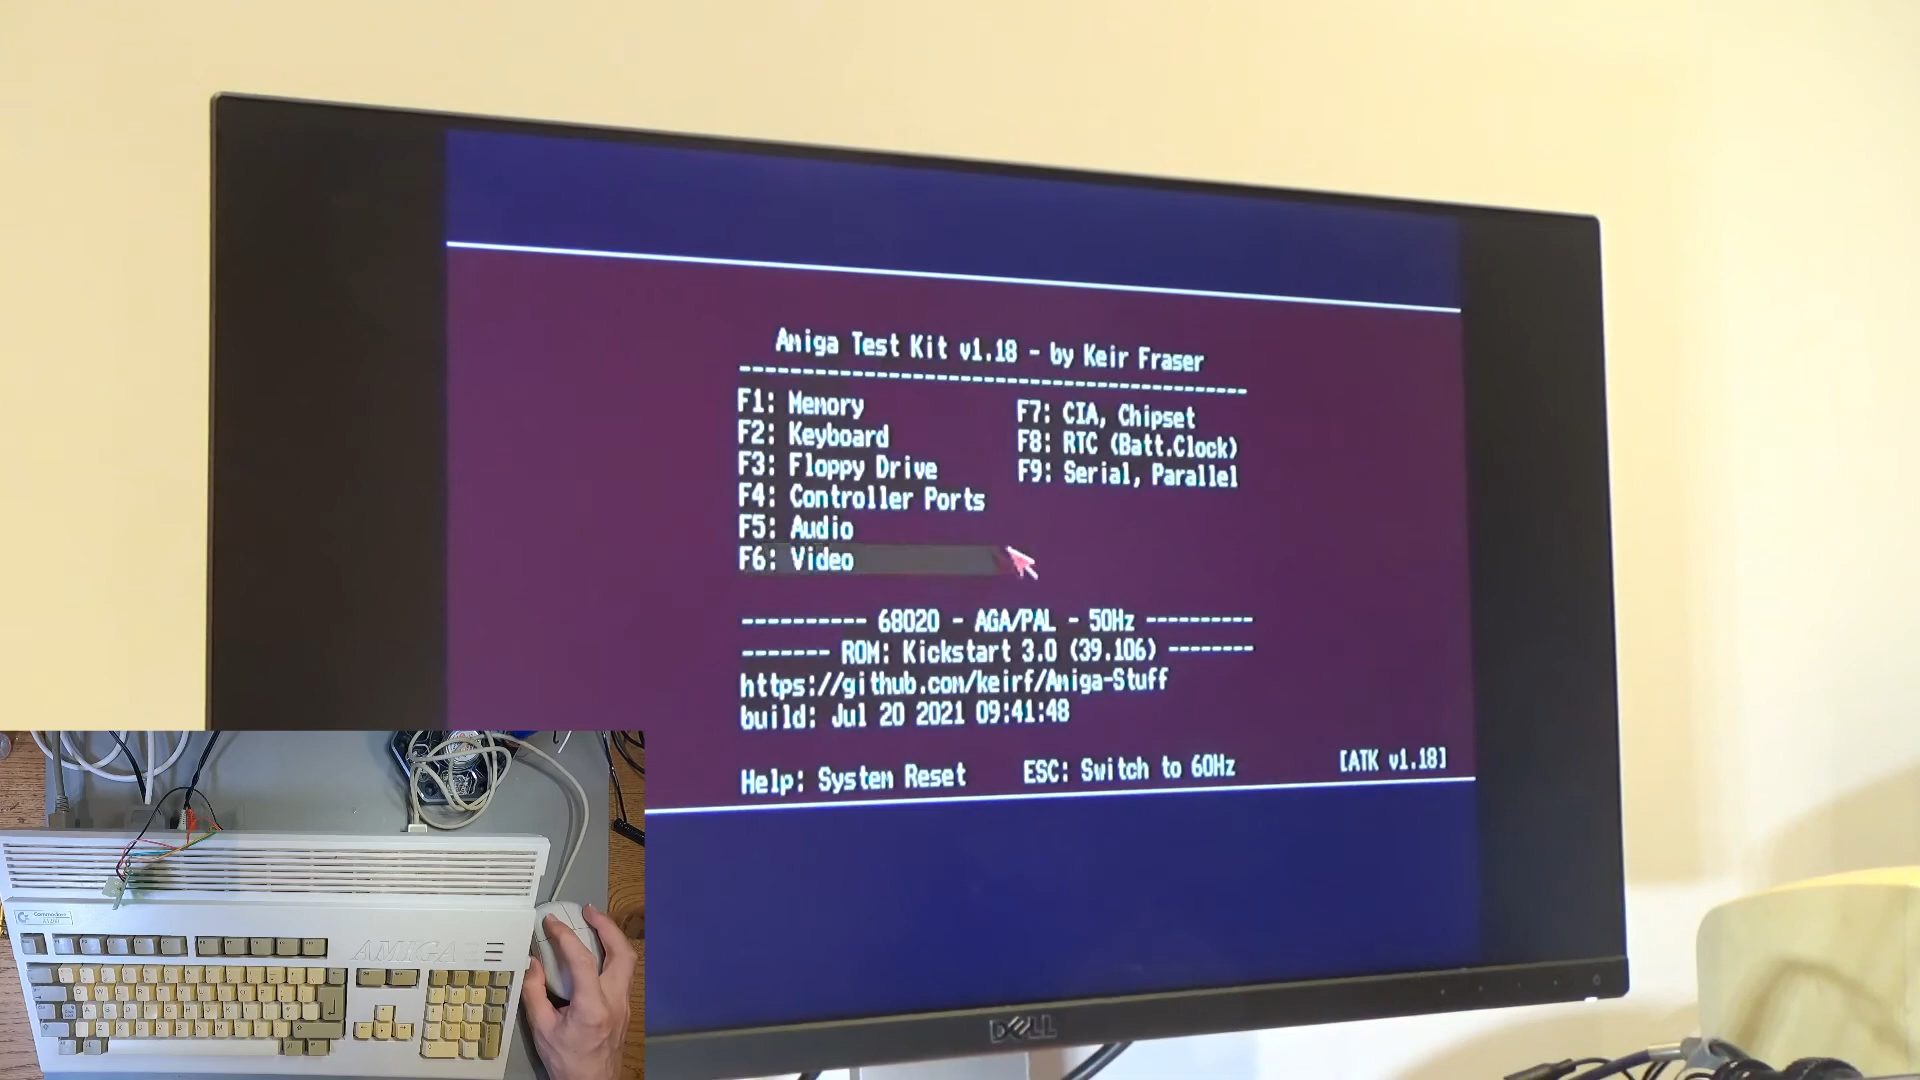 Amiga Test Kit v1.18 - by Keir Fraser
------------------------------------------
F1: Memory
F2: Keyboard
F3: Floppy Drive
F4: Controller Ports
F5: Audio
F6: Video
F7: CIA, Chipset
F8: RTC (Batt.Clock)
F9: Serial, Parallel
---------- 68020 - AGA/PAL - 50Hz ----------
------- ROM: Kickstart 3.0 (39.106) -------
https://github.com/keirf/Amiga-Stuff
build: Jul 20 2021 09:41:48
Help: System Reset ESC: Switch to 60Hz [ATK v1.18]
DELL
Commodore
AMIGA